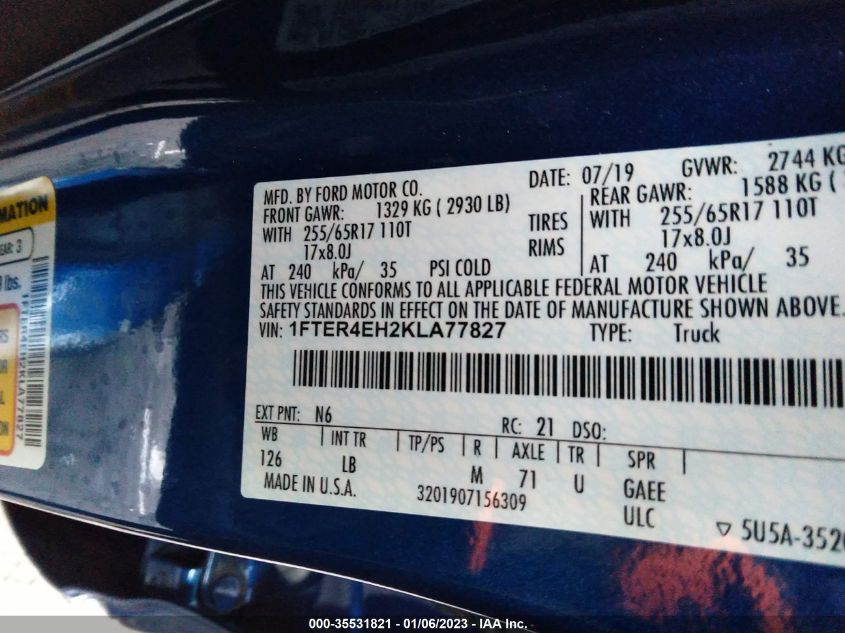 MATION
EAR: 3
lbs.
MFD. BY FORD MOTOR CO.
DATE: 07/19
GVWR: 2744 KG
FRONT GAWR: 1329 KG ( 2930 LB)
REAR GAWR: 1588 KG (
WITH 255/65R17 110T
TIRES
WITH 255/65R17 110T
17x8.0J
RIMS
17x8.0J
AT 240 kPa/ 35 PSI COLD
AT 240 kPa/ 35
THIS VEHICLE CONFORMS TO ALL APPLICABLE FEDERAL MOTOR VEHICLE
SAFETY STANDARDS IN EFFECT ON THE DATE OF MANUFACTURE SHOWN ABOVE.
VIN: 1FTER4EH2KLA77827
TYPE: Truck
EXT PNT: N6
RC: 21 DSO:
WB INT TR TP/PS R AXLE TR SPR
126 LB M 71 U GAEE
MADE IN U.S.A.
3201907156309
ULC
5U5A-3520
000-35531821 - 01/06/2023 - IAA Inc.